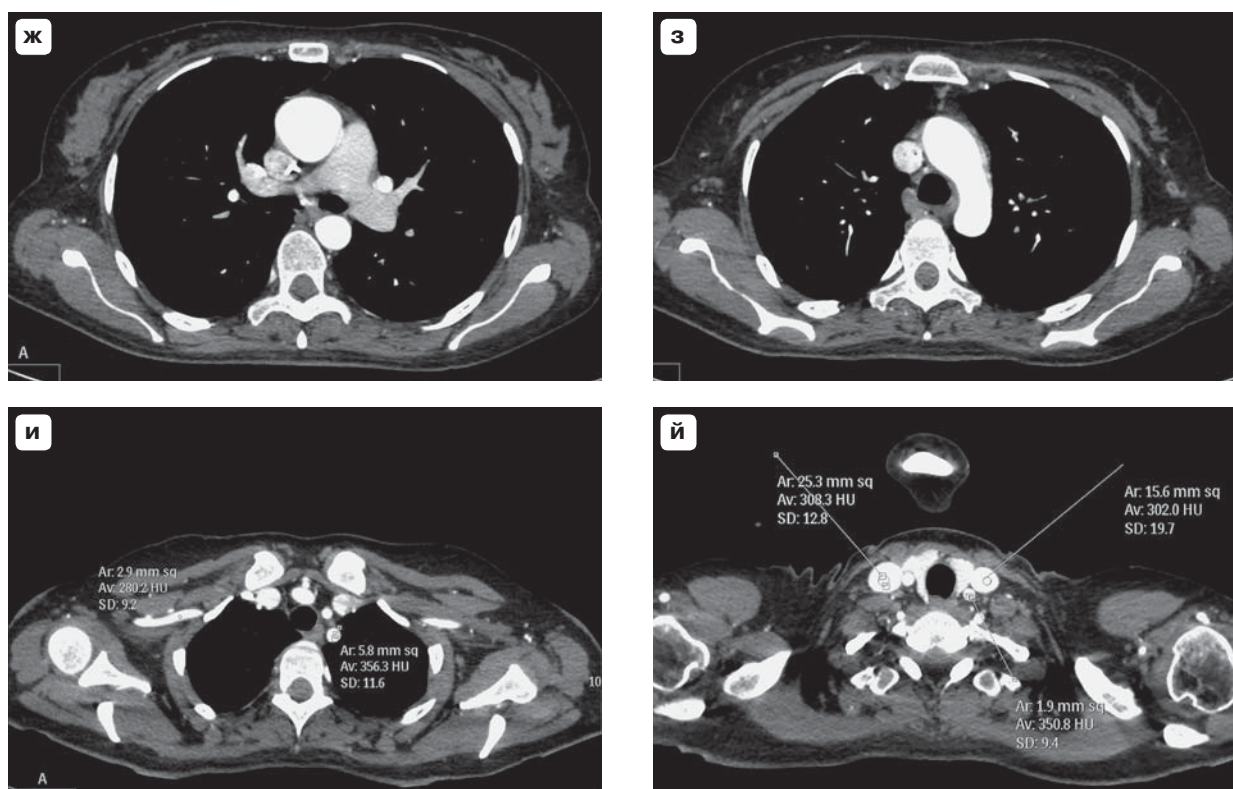 ж
з
A
и
Ar: 2.9 mm sq
Av: 280.2 HU
SD: 9.2
Ar: 5.8 mm sq
Av: 356.3 HU
SD: 11.6
10
A
й
Ar: 25.3 mm sq
Av: 308.3 HU
SD: 12.8
Ar: 15.6 mm sq
Av: 302.0 HU
SD: 19.7
Ar: 1.9 mm sq
Av: 350.8 HU
SD: 9.4